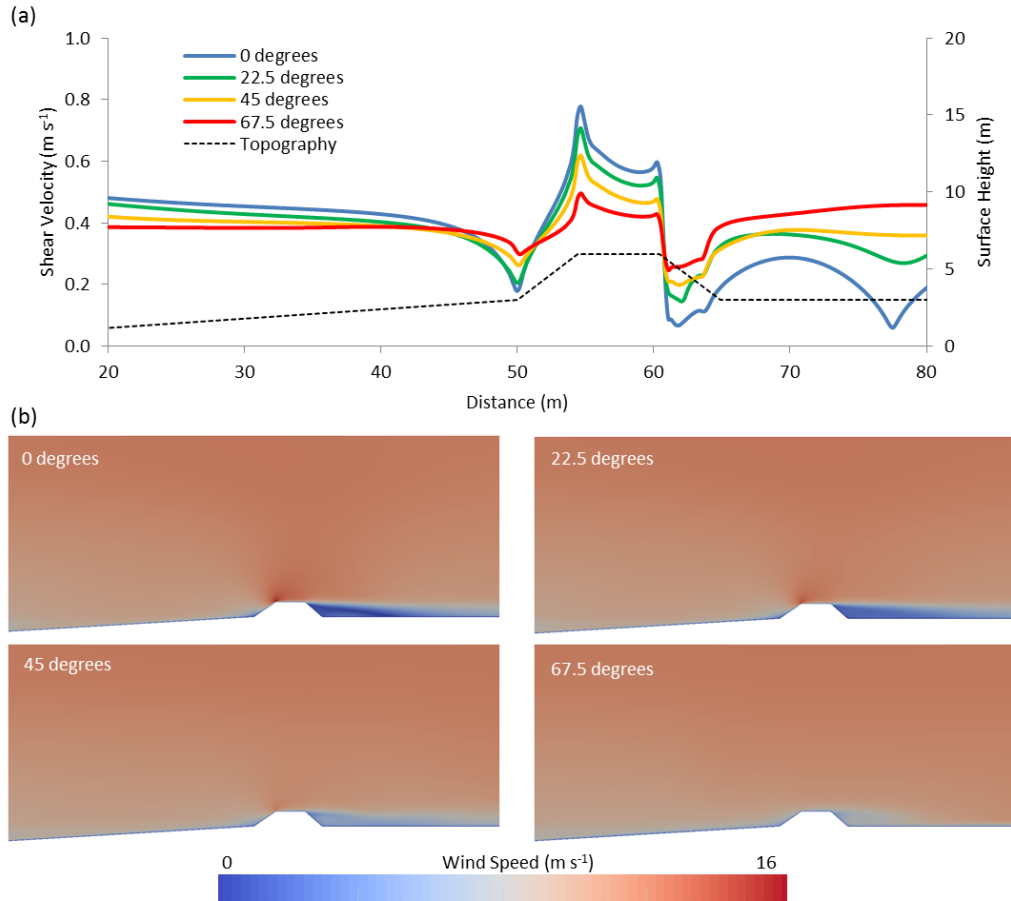 (a)
1.0
0.8
0.6
0.4
0.2
0.0
Shear Velocity (m s⁻¹)
0 degrees
22.5 degrees
45 degrees
67.5 degrees
Topography
20
15
10
5
0
Surface Height (m)
20 30 40 50 60 70 80
Distance (m)
(b)
0 degrees
22.5 degrees
45 degrees
67.5 degrees
0 Wind Speed (m s⁻¹) 16